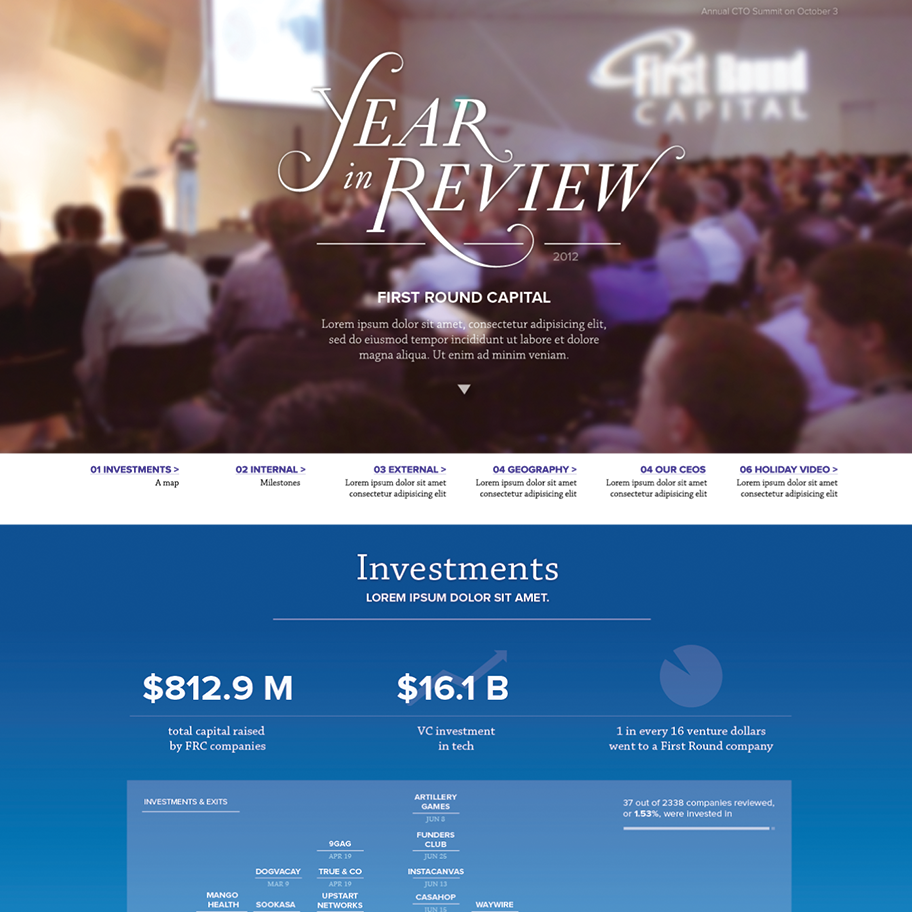 Annual CTO Summit on October 3
First Round
CAPITAL
YEAR
in REVIEW
2012
FIRST ROUND CAPITAL
Lorem ipsum dolor sit amet, consectetur adipisicing elit,
sed do eiusmod tempor incididunt ut labore et dolore
magna aliqua. Ut enim ad minim veniam.
01 INVESTMENTS >
A map
02 INTERNAL >
Milestones
03 EXTERNAL >
Lorem ipsum dolor sit amet
consectetur adipisicing elit
04 GEOGRAPHY >
Lorem ipsum dolor sit amet
consectetur adipisicing elit
04 OUR CEOS
Lorem ipsum dolor sit amet
consectetur adipisicing elit
06 HOLIDAY VIDEO >
Lorem ipsum dolor sit amet
consectetur adipisicing elit
Investments
LOREM IPSUM DOLOR SIT AMET.
$812.9 M
total capital raised
by FRC companies
$16.1 B
VC investment
in tech
1 in every 16 venture dollars
went to a First Round company
INVESTMENTS & EXITS
MANGO
HEALTH
DOGVACAY
MAR 9
SOOKASA
9GAG
APR 19
TRUE & CO
APR 19
UPSTART
NETWORKS
ARTILLERY
GAMES
JUN 8
FUNDERS
CLUB
JUN 25
INSTACANVAS
JUN 13
CASAHOP
JUN 15
WAYWIRE
37 out of 2338 companies reviewed,
or 1.53%, were invested in